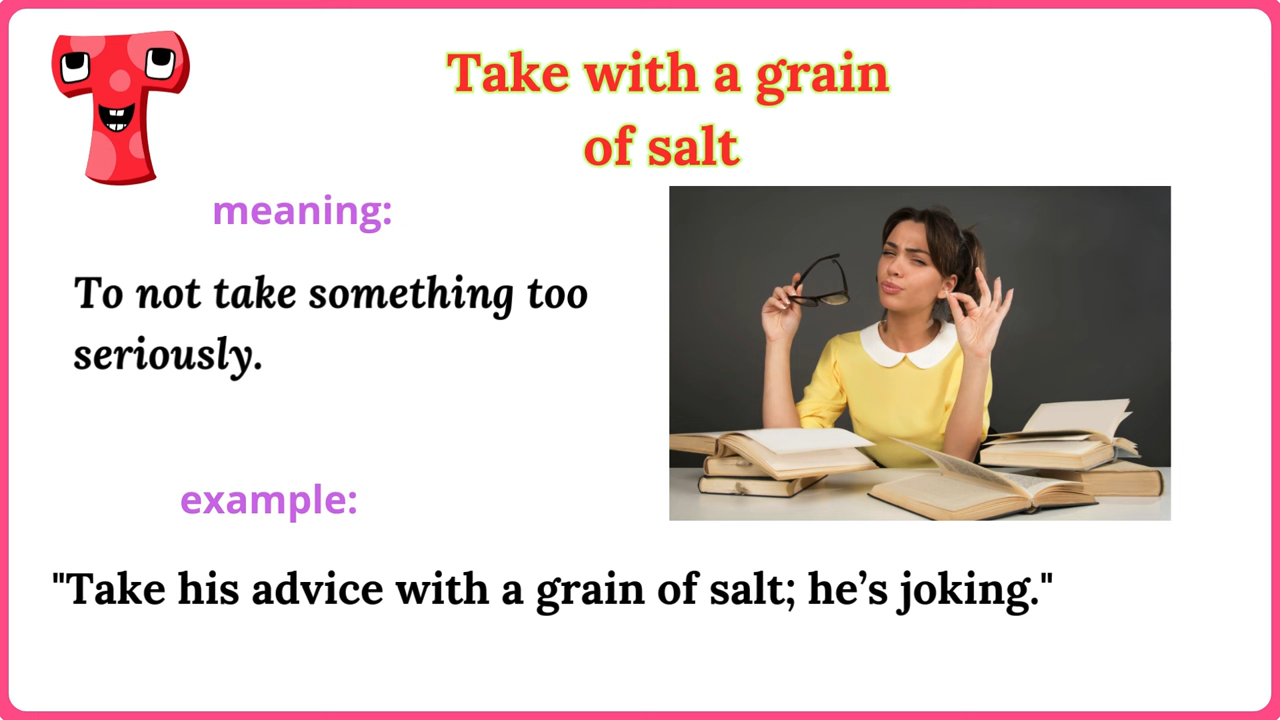 Take with a grain
of salt
meaning:
To not take something too
seriously.
example:
"Take his advice with a grain of salt; he’s joking."